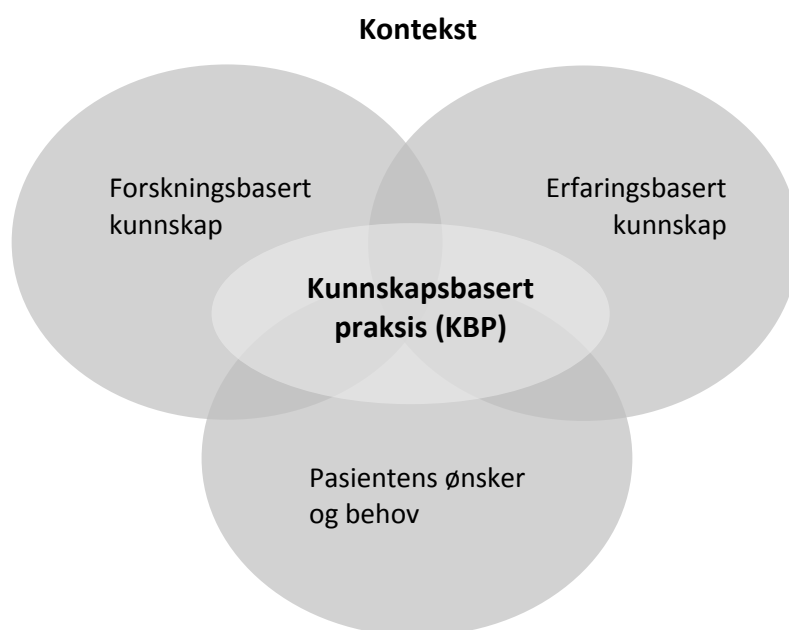 Kontekst
Forskningsbasert
kunnskap
Erfaringsbasert
kunnskap
Kunnskapsbasert
praksis (KBP)
Pasientens ønsker
og behov